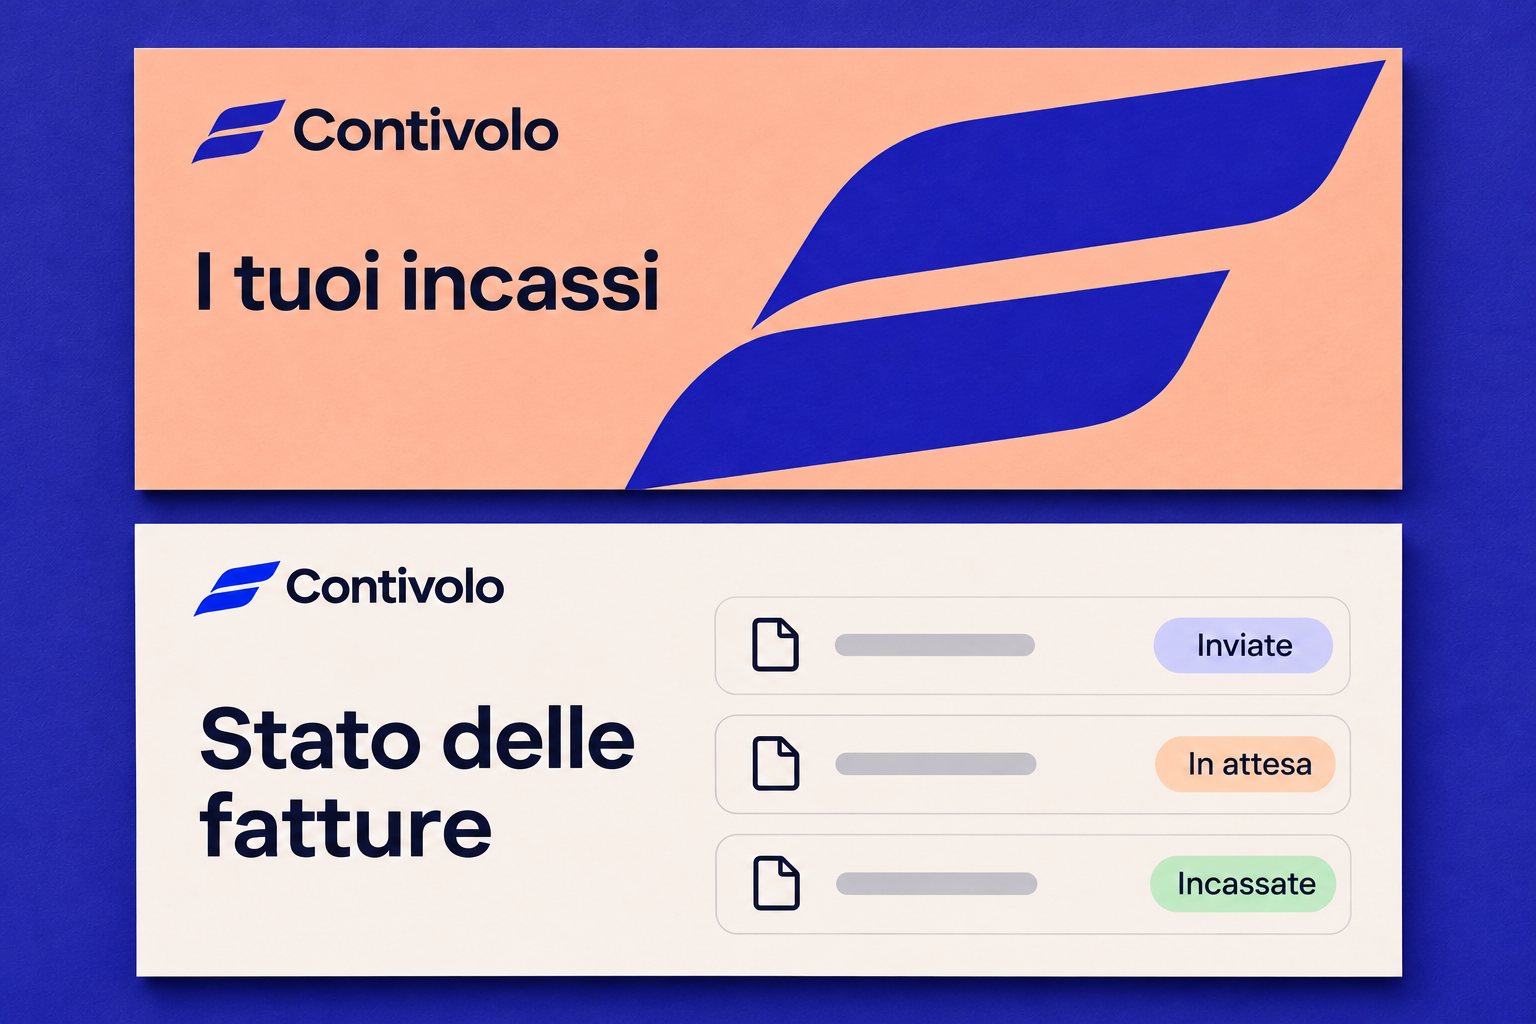 Contivolo
I tuoi incassi
Contivolo
Stato delle
fatture
Inviate
In attesa
Incassate